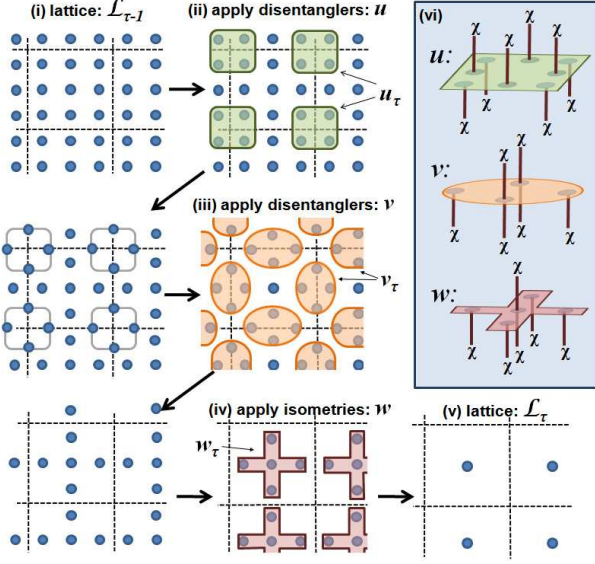 (i) lattice: ℒτ-1
(ii) apply disentanglers: u
(vi)
u:
χ χ χ χ
uτ
χ
χ χ χ
(iii) apply disentanglers: v
v:
χ
χ
vτ
χ χ χ χ
w:
χ
χ χ
χ χ χ
(iv) apply isometries: w
(v) lattice: ℒτ
wτ